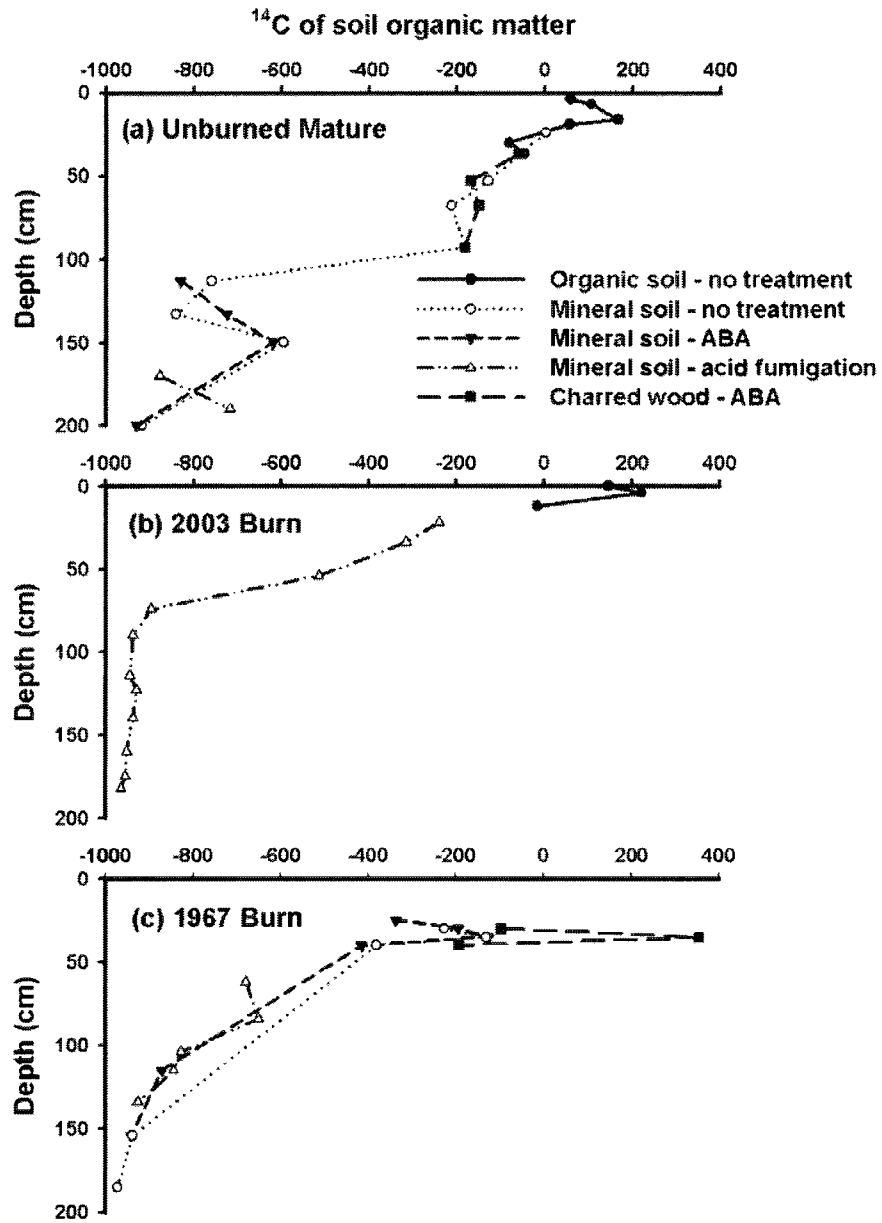 14C of soil organic matter
-1000 -800 -600 -400 -200 0 200 400
0
(a) Unburned Mature
50
100
150
200
Depth (cm)
Organic soil - no treatment
Mineral soil - no treatment
Mineral soil - ABA
Mineral soil - acid fumigation
Charred wood - ABA
-1000 -800 -600 -400 -200 0 200 400
0
(b) 2003 Burn
50
100
150
200
Depth (cm)
-1000 -800 -600 -400 -200 0 200 400
0
(c) 1967 Burn
50
100
150
200
Depth (cm)